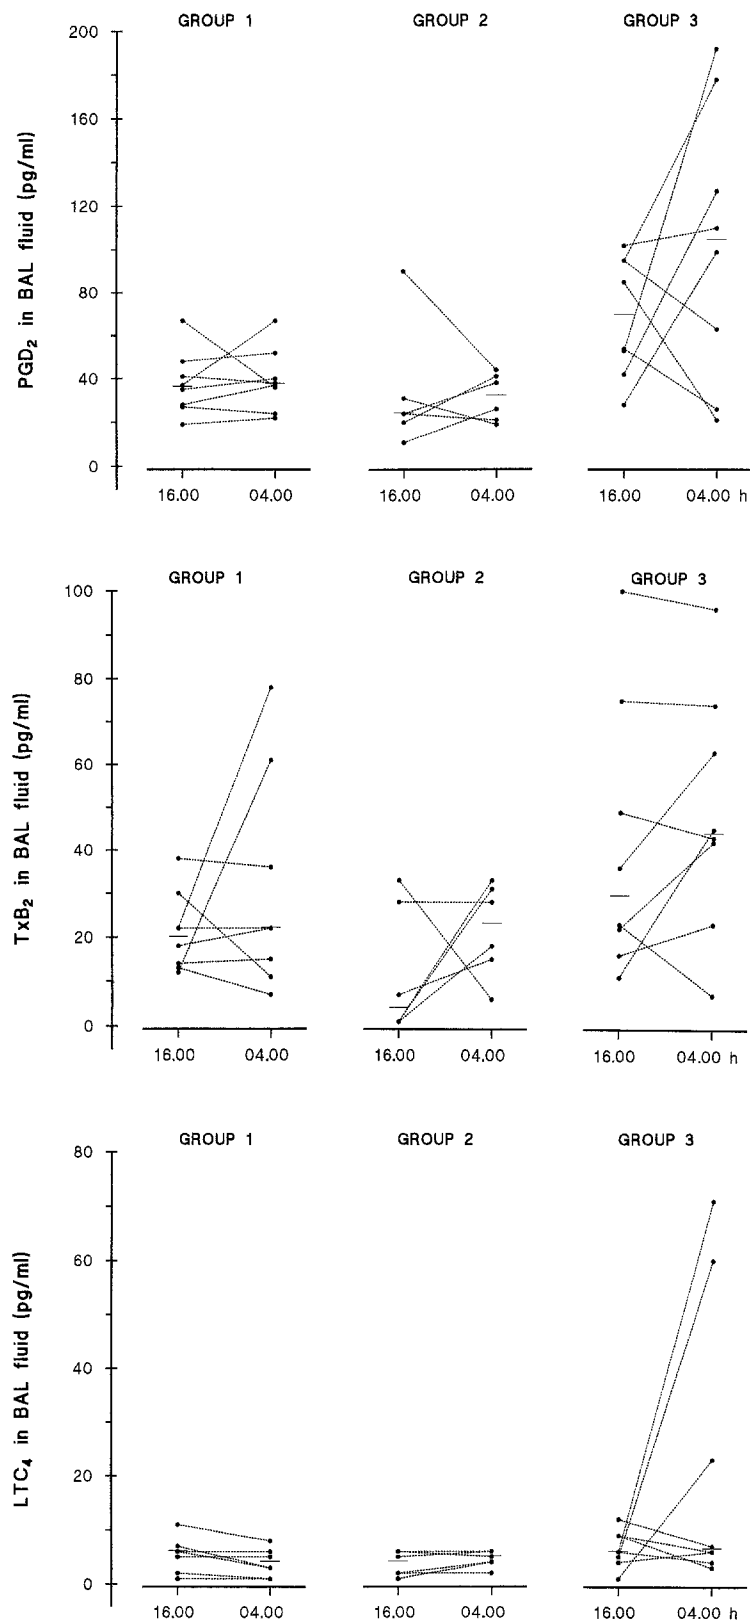 GROUP 1 GROUP 2 GROUP 3
PGD₂ in BAL fluid (pg/ml)
200
160
120
80
40
0
16.00 04.00 16.00 04.00 16.00 04.00 h
GROUP 1 GROUP 2 GROUP 3
TxB₂ in BAL fluid (pg/ml)
100
80
60
40
20
0
16.00 04.00 16.00 04.00 16.00 04.00 h
GROUP 1 GROUP 2 GROUP 3
LTC₄ in BAL fluid (pg/ml)
80
60
40
20
0
16.00 04.00 16.00 04.00 16.00 04.00 h